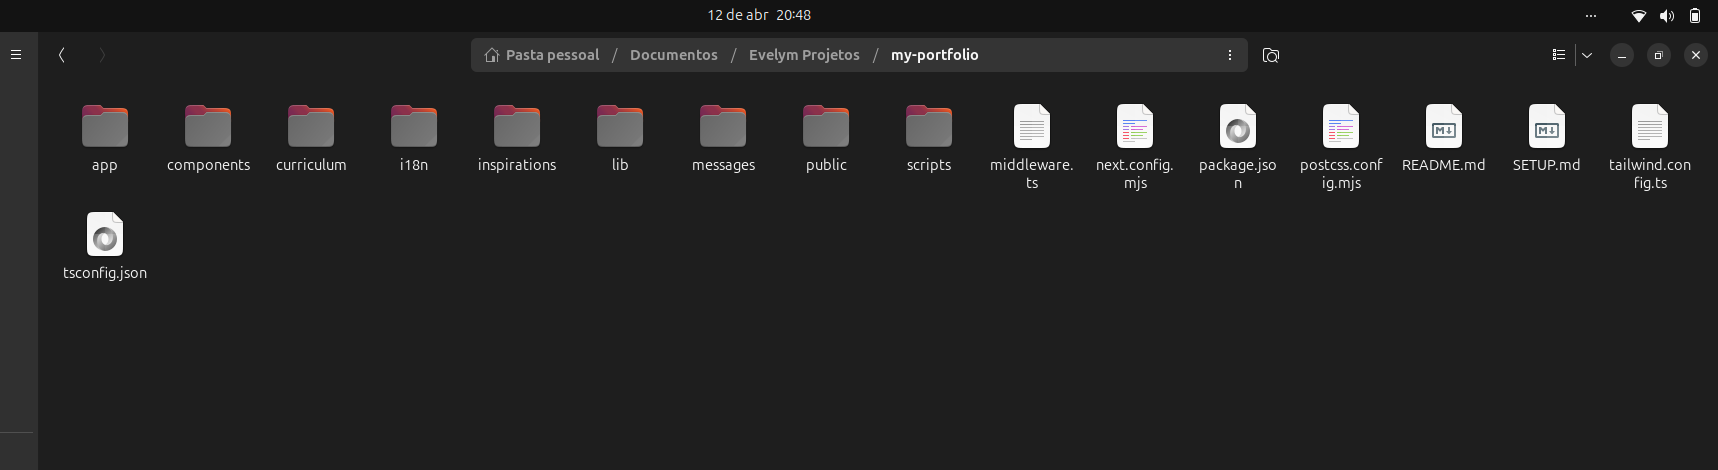 12 de abr 20:48
Pasta pessoal / Documentos / Evelym Projetos / my-portfolio
app
components
curriculum
i18n
inspirations
lib
messages
public
scripts
middleware.
ts
next.config.
mjs
package.jso
n
postcss.conf
ig.mjs
README.md
SETUP.md
tailwind.con
fig.ts
tsconfig.json